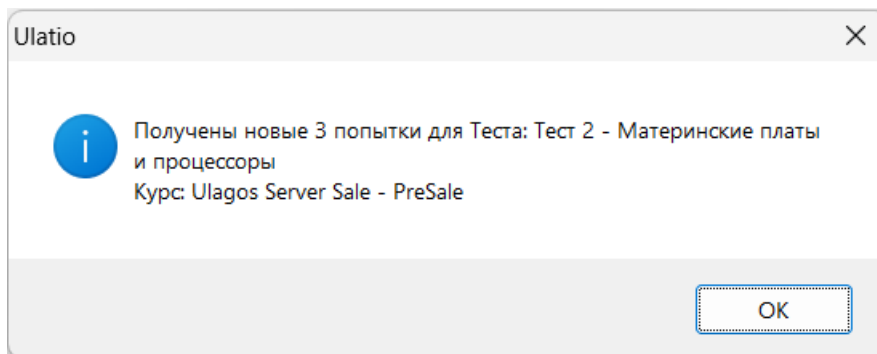 Ulatio
Получены новые 3 попытки для Теста: Тест 2 - Материнские платы
и процессоры
Курс: Ulagos Server Sale - PreSale
OK